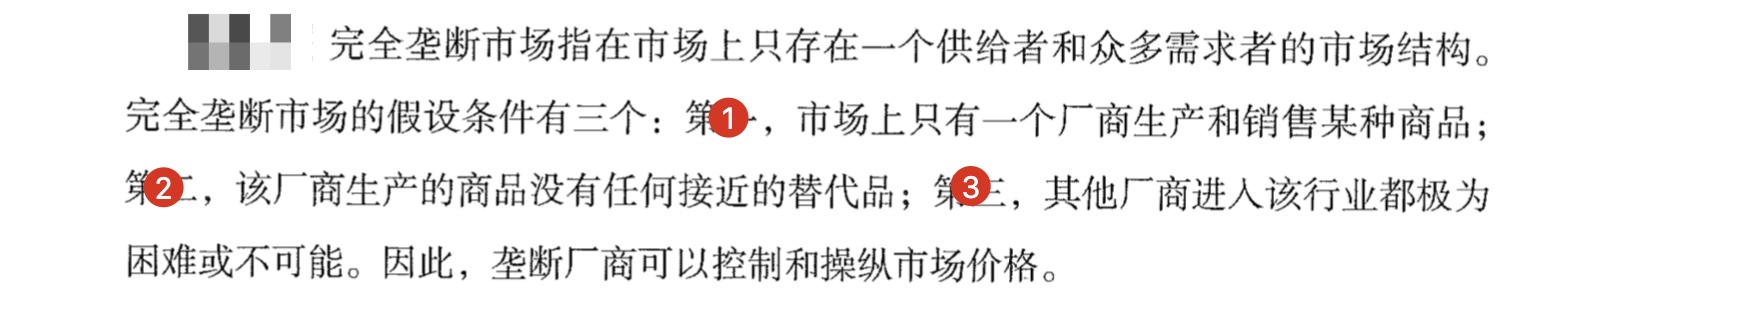 完全垄断市场指在市场上只存在一个供给者和众多需求者的市场结构。
完全垄断市场的假设条件有三个：第1一，市场上只有一个厂商生产和销售某种商品；
第2二，该厂商生产的商品没有任何接近的替代品；第3三，其他厂商进入该行业都极为
困难或不可能。因此，垄断厂商可以控制和操纵市场价格。